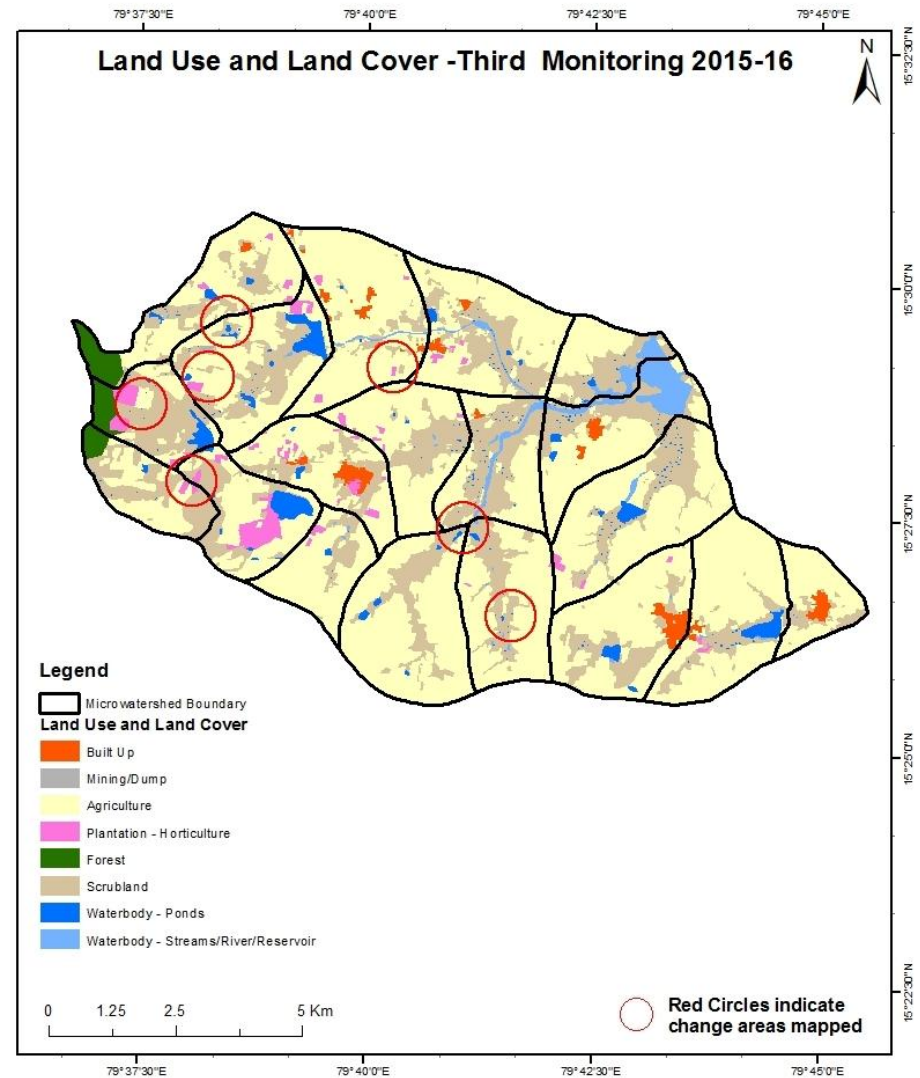 79°37'30"E 79°40'0"E 79°42'30"E 79°45'0"E
Land Use and Land Cover -Third Monitoring 2015-16
N
15°32'30"N
15°30'0"N
15°27'30"N
15°25'0"N
15°22'30"N
Legend
Microwatershed Boundary
Land Use and Land Cover
Built Up
Mining/Dump
Agriculture
Plantation - Horticulture
Forest
Scrubland
Waterbody - Ponds
Waterbody - Streams/River/Reservoir
0 1.25 2.5 5 Km
Red Circles indicate
change areas mapped
79°37'30"E 79°40'0"E 79°42'30"E 79°45'0"E